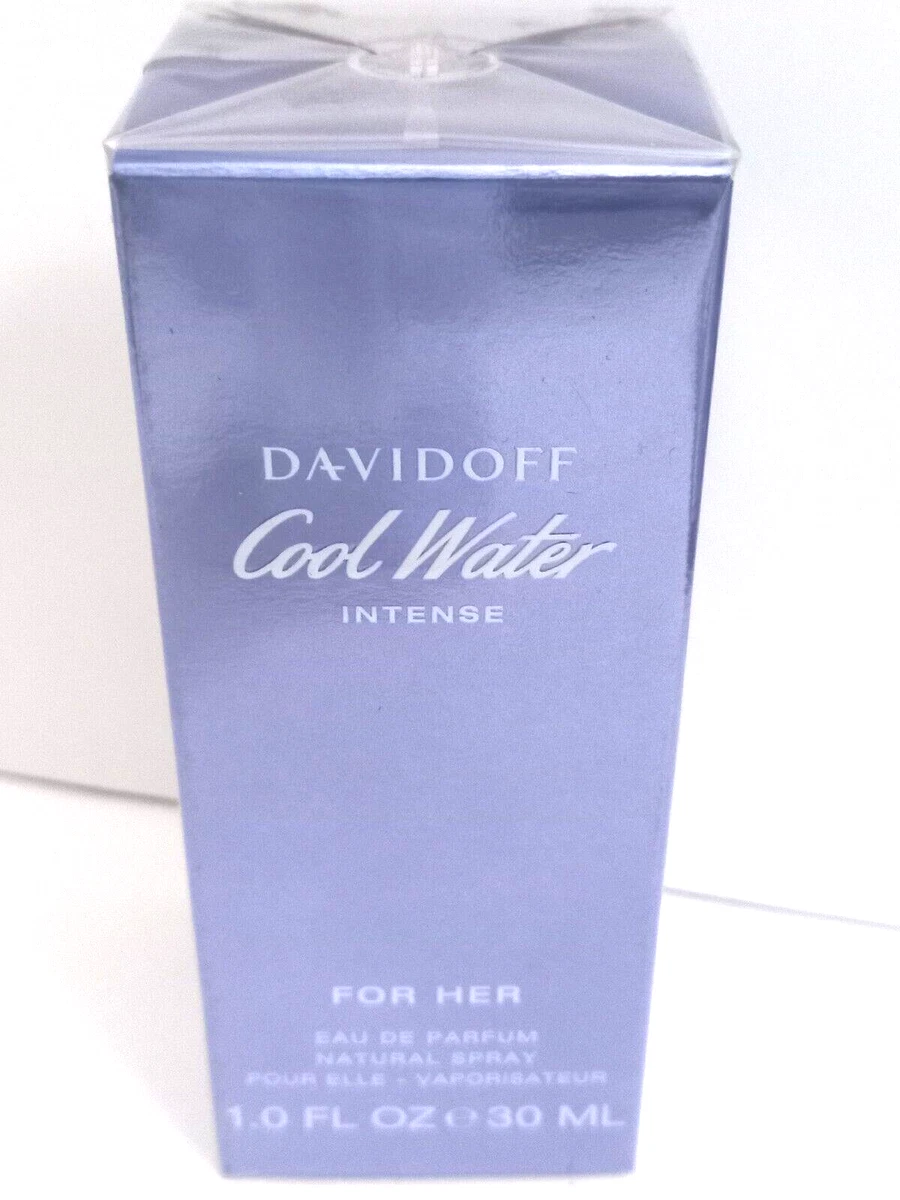 DAVIDOFF
Cool Water
INTENSE
FOR HER
EAU DE PARFUM
NATURAL SPRAY
POUR ELLE - VAPORISATEUR
1.0 FL OZ ℮ 30 ML